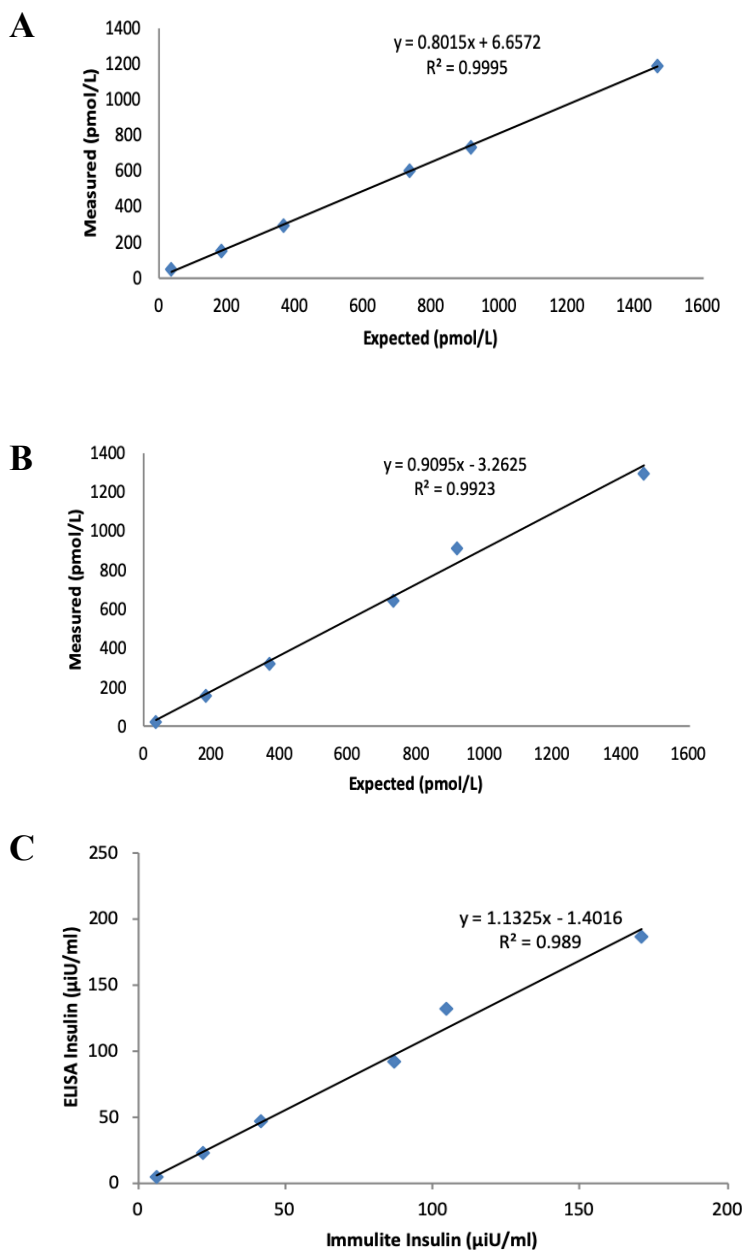 A
y = 0.8015x + 6.6572
R² = 0.9995
Measured (pmol/L)
1400
1200
1000
800
600
400
200
0
0 200 400 600 800 1000 1200 1400 1600
Expected (pmol/L)
B
y = 0.9095x - 3.2625
R² = 0.9923
Measured (pmol/L)
1400
1200
1000
800
600
400
200
0
0 200 400 600 800 1000 1200 1400 1600
Expected (pmol/L)
C
y = 1.1325x - 1.4016
R² = 0.989
ELISA Insulin (µiU/ml)
250
200
150
100
50
0
0 50 100 150 200
Immulite Insulin (µiU/ml)